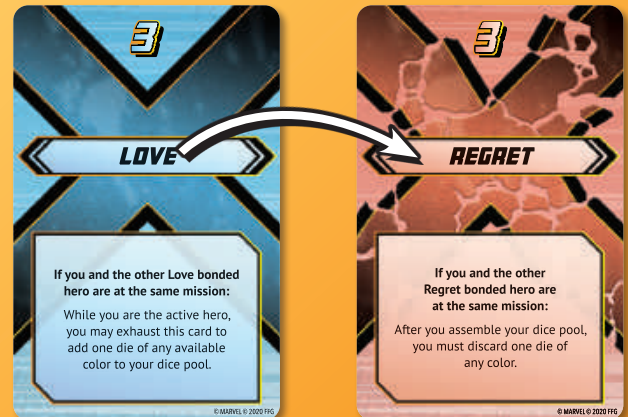 3
LOVE
If you and the other Love bonded
hero are at the same mission:
While you are the active hero,
you may exhaust this card to
add one die of any available
color to your dice pool.
© MARVEL © 2020 FFG
3
REGRET
If you and the other
Regret bonded hero are
at the same mission:
After you assemble your dice pool,
you must discard one die of
any color.
© MARVEL © 2020 FFG